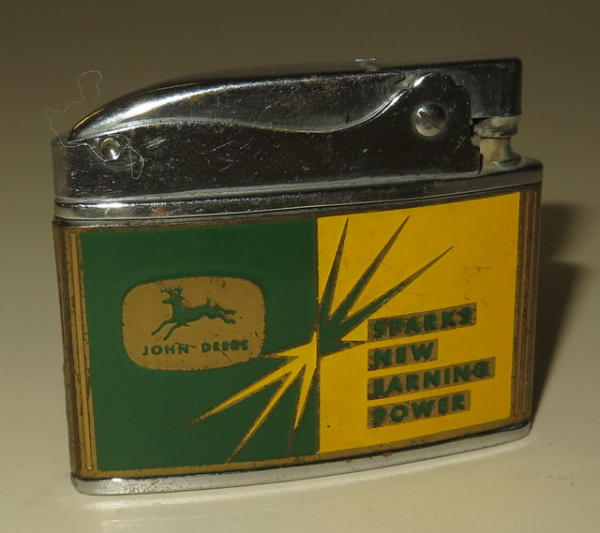 JOHN DEERE
SPARKS
NEW
EARNING
POWER